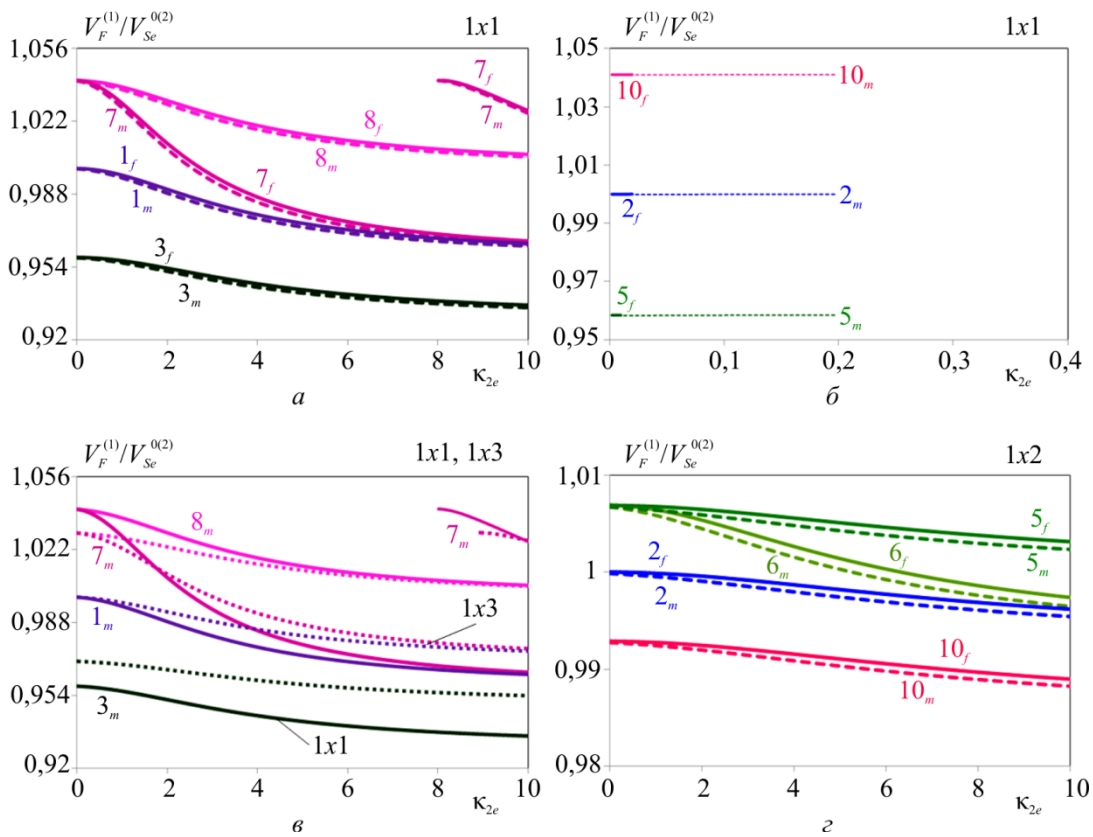 V_F^(1)/V_Se^0(2) 1x1
1,056
1,022
0,988
0,954
0,92
7_f
7_m
7_m
8_f
8_m
1_f
1_m
7_f
3_f
3_m
0 2 4 6 8 10
κ_2e
а
V_F^(1)/V_Se^0(2) 1x1
1,05
1,03
1,01
0,99
0,97
0,95
10_f
10_m
2_f
2_m
5_f
5_m
0 0,1 0,2 0,3 0,4
κ_2e
б
V_F^(1)/V_Se^0(2) 1x1, 1x3
1,056
1,022
0,988
0,954
0,92
8_m
7_m
7_m
1_m
1x3
3_m
1x1
0 2 4 6 8 10
κ_2e
в
V_F^(1)/V_Se^0(2) 1x2
1,01
1
0,99
0,98
5_f
5_m
2_f
2_m
6_f
6_m
10_f
10_m
0 2 4 6 8 10
κ_2e
г